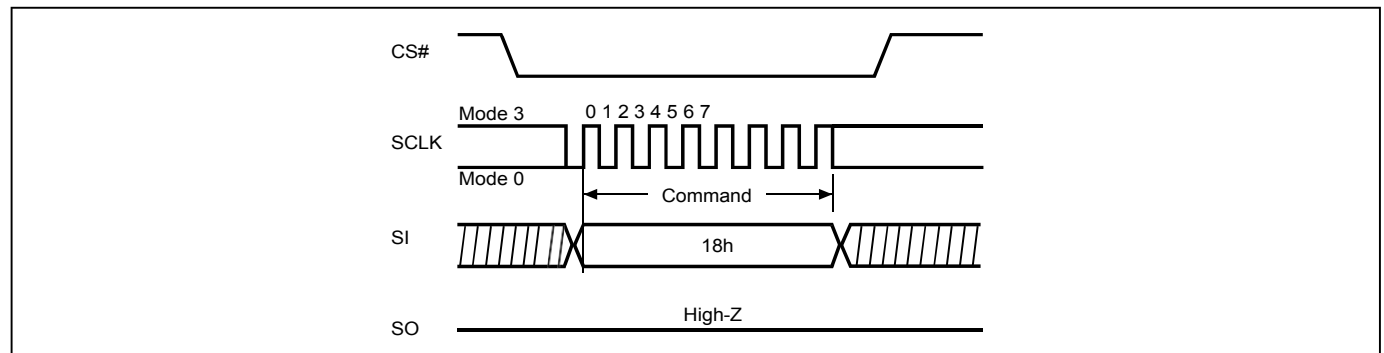 CS#
Mode 3 0 1 2 3 4 5 6 7
SCLK
Mode 0
Command
SI
18h
High-Z
SO